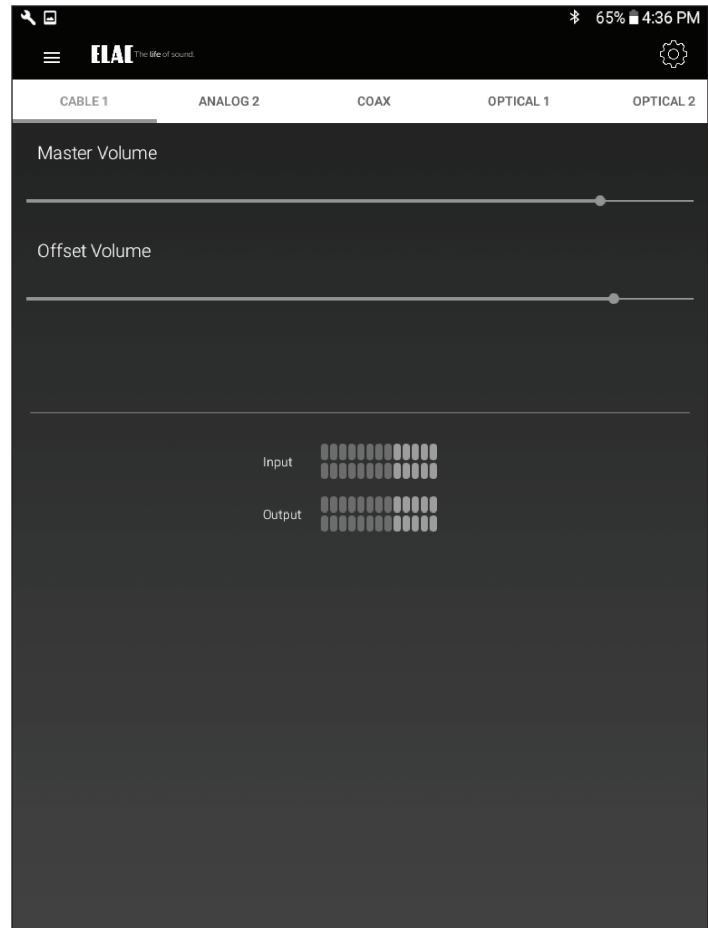 65% 4:36 PM
ELAC The life of sound.
CABLE 1 ANALOG 2 COAX OPTICAL 1 OPTICAL 2
Master Volume
Offset Volume
Input
Output